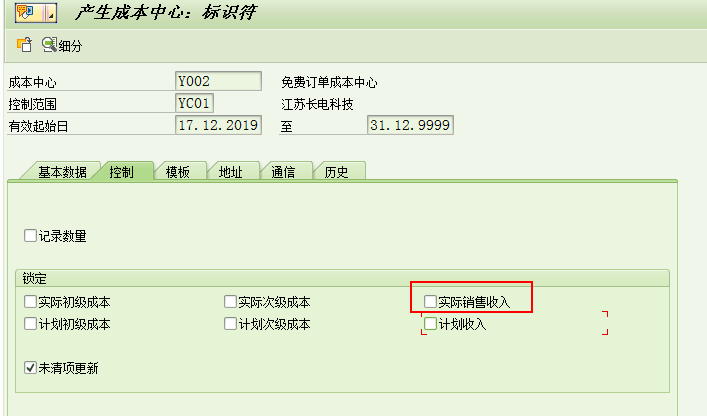 产生成本中心：标识符
细分
成本中心 Y002 免费订单成本中心
控制范围 YC01 江苏长电科技
有效起始日 17.12.2019 至 31.12.9999
基本数据 控制 模板 地址 通信 历史
记录数量
锁定
实际初级成本 实际次级成本 实际销售收入
计划初级成本 计划次级成本 计划收入
未清项更新